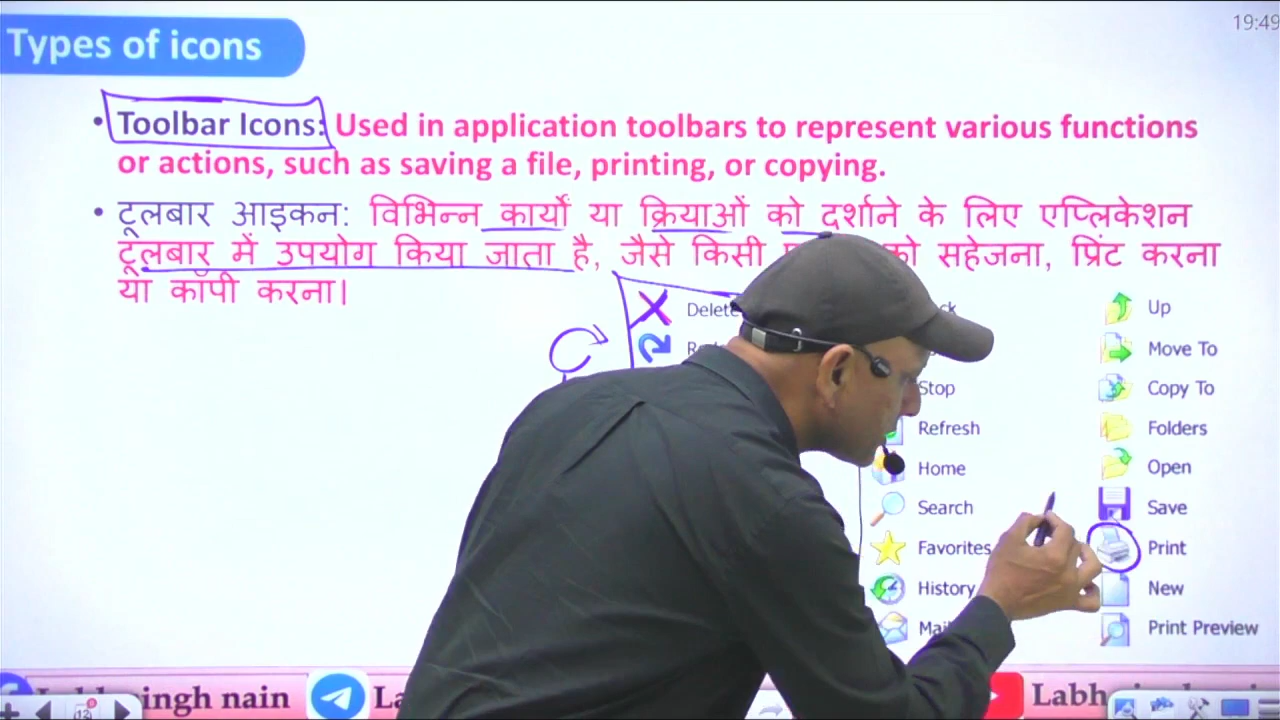 Types of icons
19:49
• Toolbar Icons: Used in application toolbars to represent various functions
or actions, such as saving a file, printing, or copying.
• टूलबार आइकन: विभिन्न कार्यों या क्रियाओं को दर्शाने के लिए एप्लिकेशन
टूलबार में उपयोग किया जाता है, जैसे किसी को सहेजना, प्रिंट करना
या कॉपी करना।
Delete
Up
Move To
Stop
Copy To
Refresh
Folders
Home
Open
Search
Save
Favorites
Print
History
New
Print Preview
singh nain